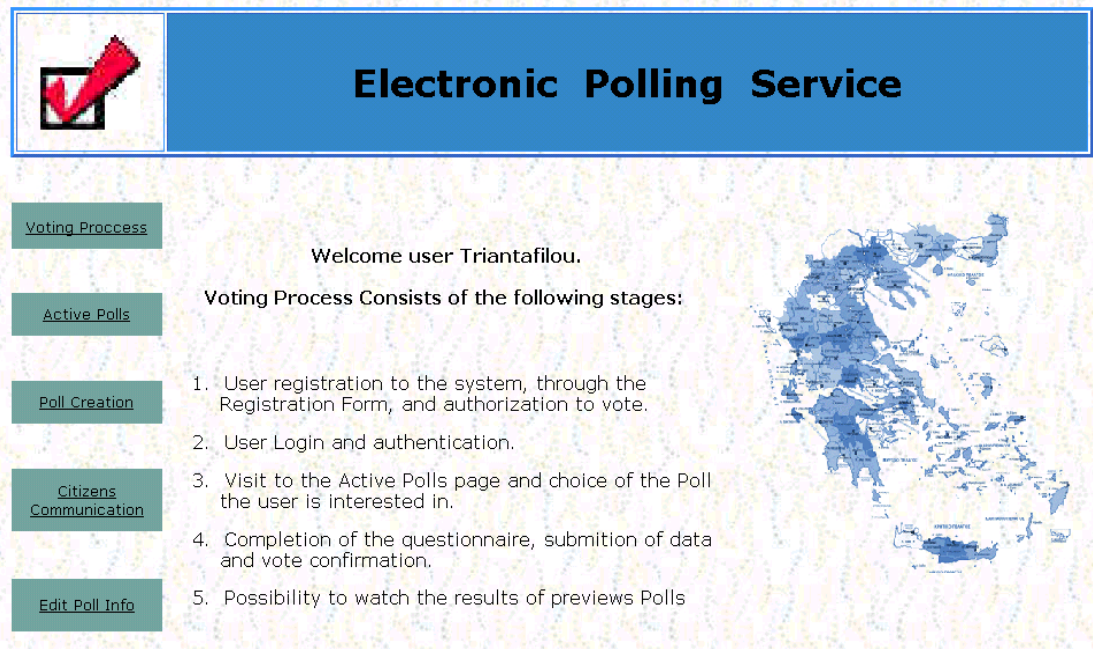 Electronic Polling Service
Voting Proccess
Active Polls
Poll Creation
Citizens
Communication
Edit Poll Info
Welcome user Triantafilou.
Voting Process Consists of the following stages:
1. User registration to the system, through the
Registration Form, and authorization to vote.
2. User Login and authentication.
3. Visit to the Active Polls page and choice of the Poll
the user is interested in.
4. Completion of the questionnaire, submition of data
and vote confirmation.
5. Possibility to watch the results of previews Polls